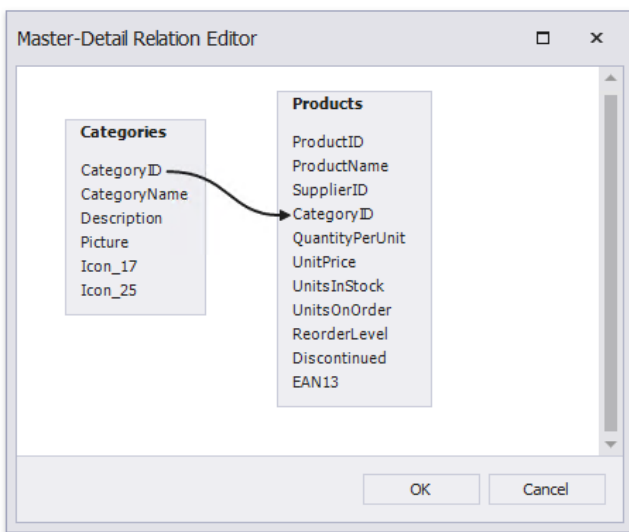 Master-Detail Relation Editor
Categories
CategoryID
CategoryName
Description
Picture
Icon_17
Icon_25
Products
ProductID
ProductName
SupplierID
CategoryID
QuantityPerUnit
UnitPrice
UnitsInStock
UnitsOnOrder
ReorderLevel
Discontinued
EAN13
OK
Cancel